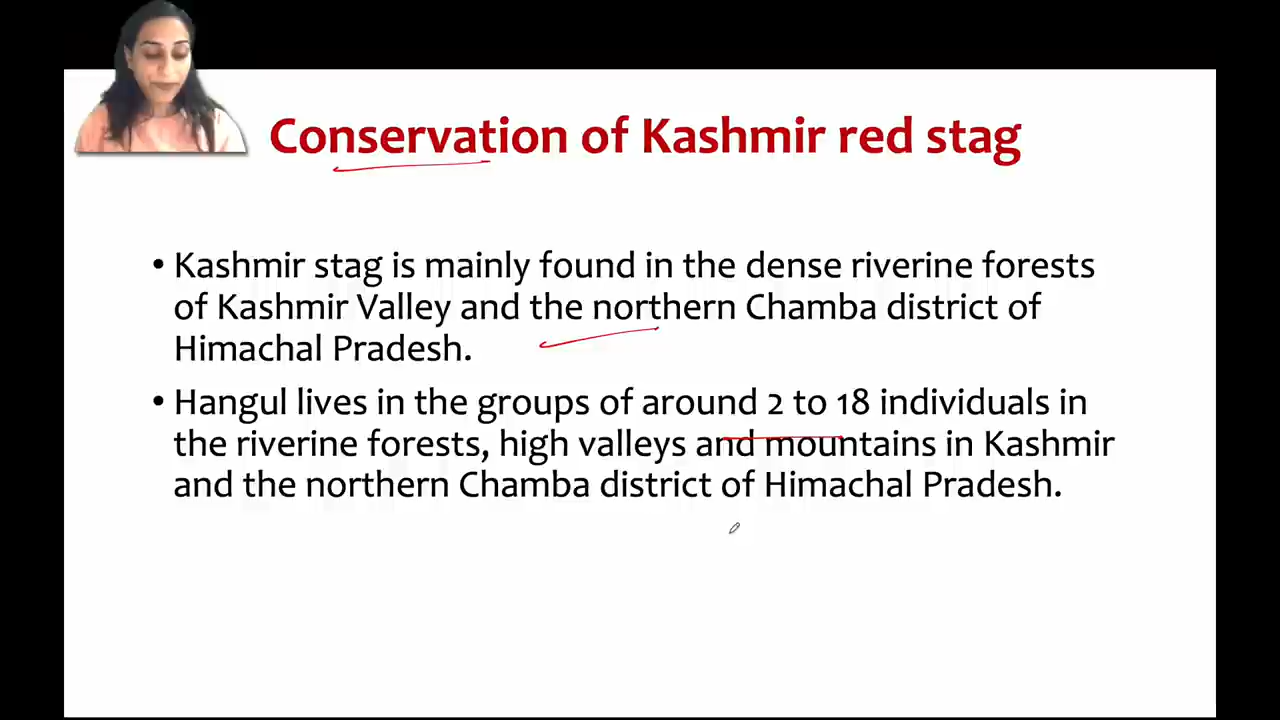 Conservation of Kashmir red stag
• Kashmir stag is mainly found in the dense riverine forests
of Kashmir Valley and the northern Chamba district of
Himachal Pradesh.
• Hangul lives in the groups of around 2 to 18 individuals in
the riverine forests, high valleys and mountains in Kashmir
and the northern Chamba district of Himachal Pradesh.